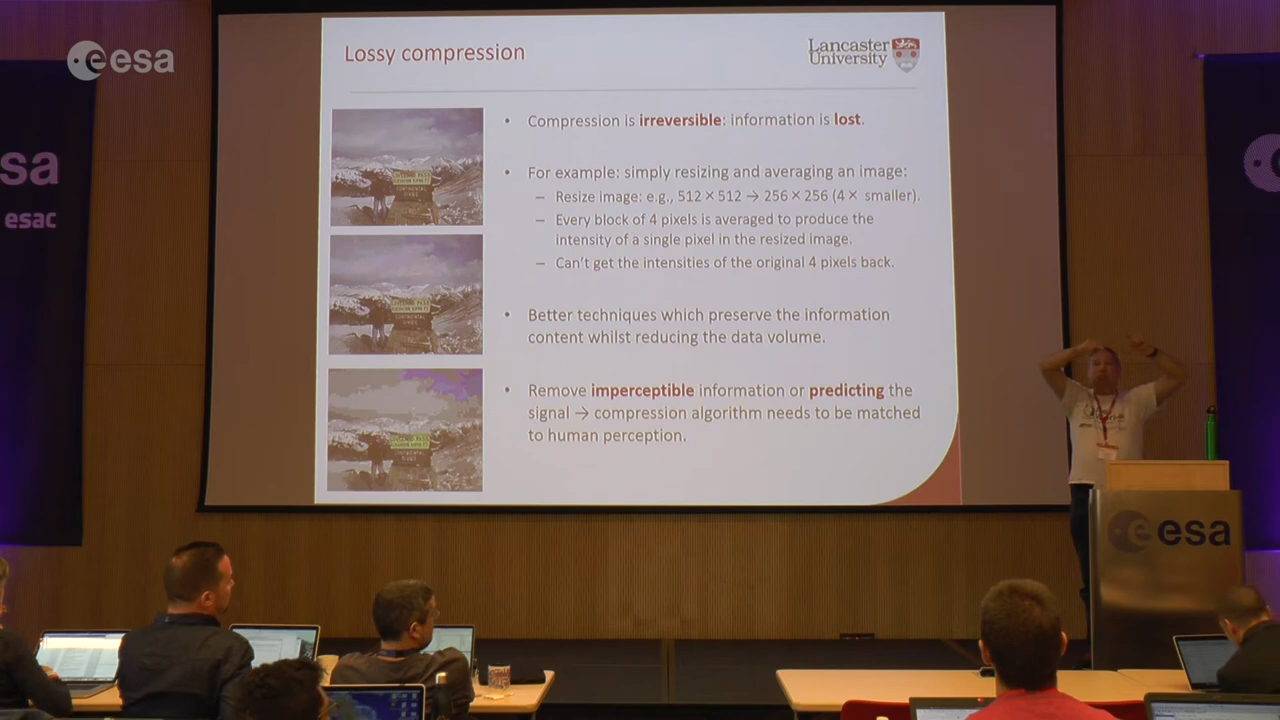 eesa
Lossy compression
Lancaster
University
• Compression is irreversible: information is lost.
• For example: simply resizing and averaging an image:
– Resize image: e.g., 512 × 512 → 256 × 256 (4 × smaller).
– Every block of 4 pixels is averaged to produce the
intensity of a single pixel in the resized image.
– Can't get the intensities of the original 4 pixels back.
• Better techniques which preserve the information
content whilst reducing the data volume.
• Remove imperceptible information or predicting the
signal → compression algorithm needs to be matched
to human perception.
sa
esac
eesa